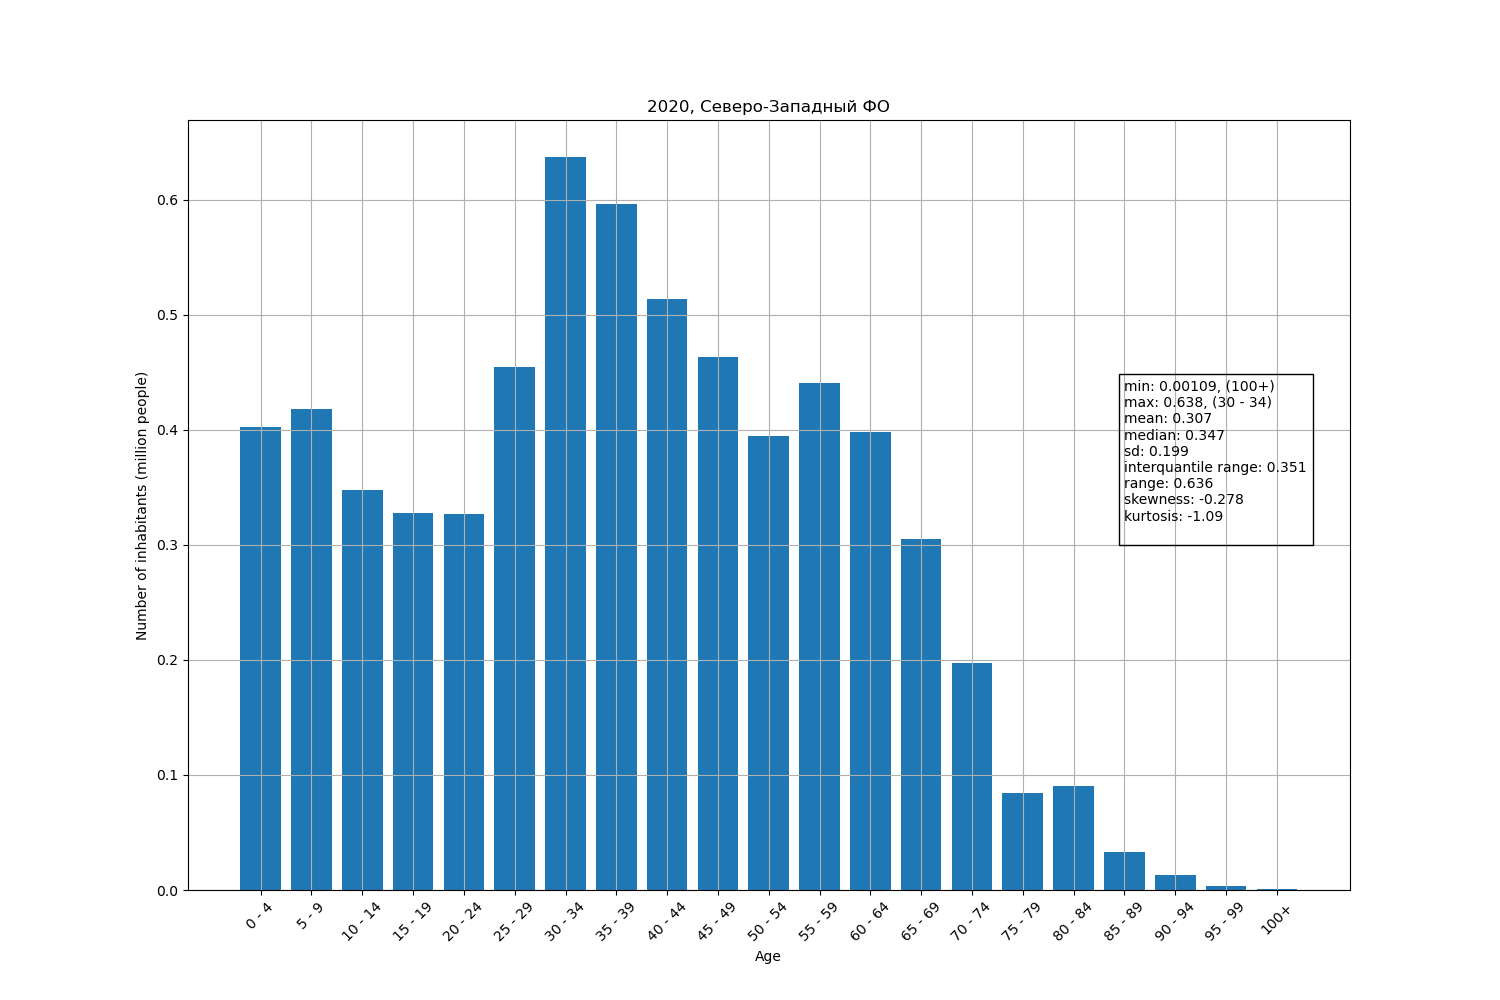 2020, Северо-Западный ФО
Number of inhabitants (million people)
0.6
0.5
0.4
0.3
0.2
0.1
0.0
min: 0.00109, (100+)
max: 0.638, (30 - 34)
mean: 0.307
median: 0.347
sd: 0.199
interquantile range: 0.351
range: 0.636
skewness: -0.278
kurtosis: -1.09
0 - 4
5 - 9
10 - 14
15 - 19
20 - 24
25 - 29
30 - 34
35 - 39
40 - 44
45 - 49
50 - 54
55 - 59
60 - 64
65 - 69
70 - 74
75 - 79
80 - 84
85 - 89
90 - 94
95 - 99
100+
Age